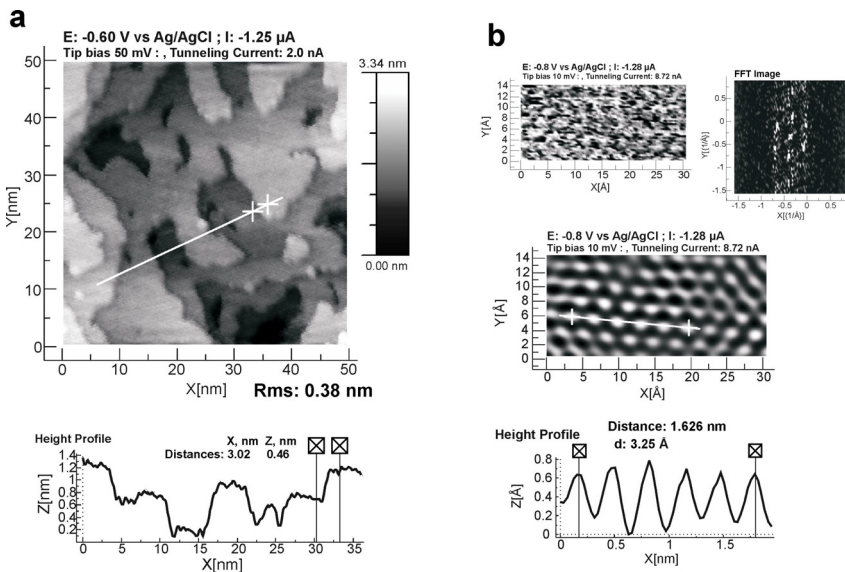 a
E: -0.60 V vs Ag/AgCl ; I: -1.25 µA
Tip bias 50 mV : , Tunneling Current: 2.0 nA
3.34 nm
50
40
30
20
10
0
Y[nm]
0.00 nm
0 10 20 30 40 50
X[nm]
Rms: 0.38 nm
Height Profile
X, nm Z, nm
Distances: 3.02 0.46
1.4
1.2
1
0.8
0.6
0.4
0.2
Z[nm]
0 5 10 15 20 25 30 35
X[nm]
b
E: -0.8 V vs Ag/AgCl ; I: -1.28 µA
Tip bias 10 mV : , Tunneling Current: 8.72 nA
14
12
10
8
6
4
2
0
Y[Å]
0 5 10 15 20 25 30
X[Å]
FFT Image
0.5
0
-0.5
-1
-1.5
Y[(1/Å)]
-1.5 -1 -0.5 0 0.5
X[(1/Å)]
E: -0.8 V vs Ag/AgCl ; I: -1.28 µA
Tip bias 10 mV : , Tunneling Current: 8.72 nA
14
12
10
8
6
4
2
0
Y[Å]
0 5 10 15 20 25 30
X[Å]
Distance: 1.626 nm
Height Profile
d: 3.25 Å
0.8
0.6
0.4
0.2
0
Z[Å]
0 0.5 1 1.5
X[nm]